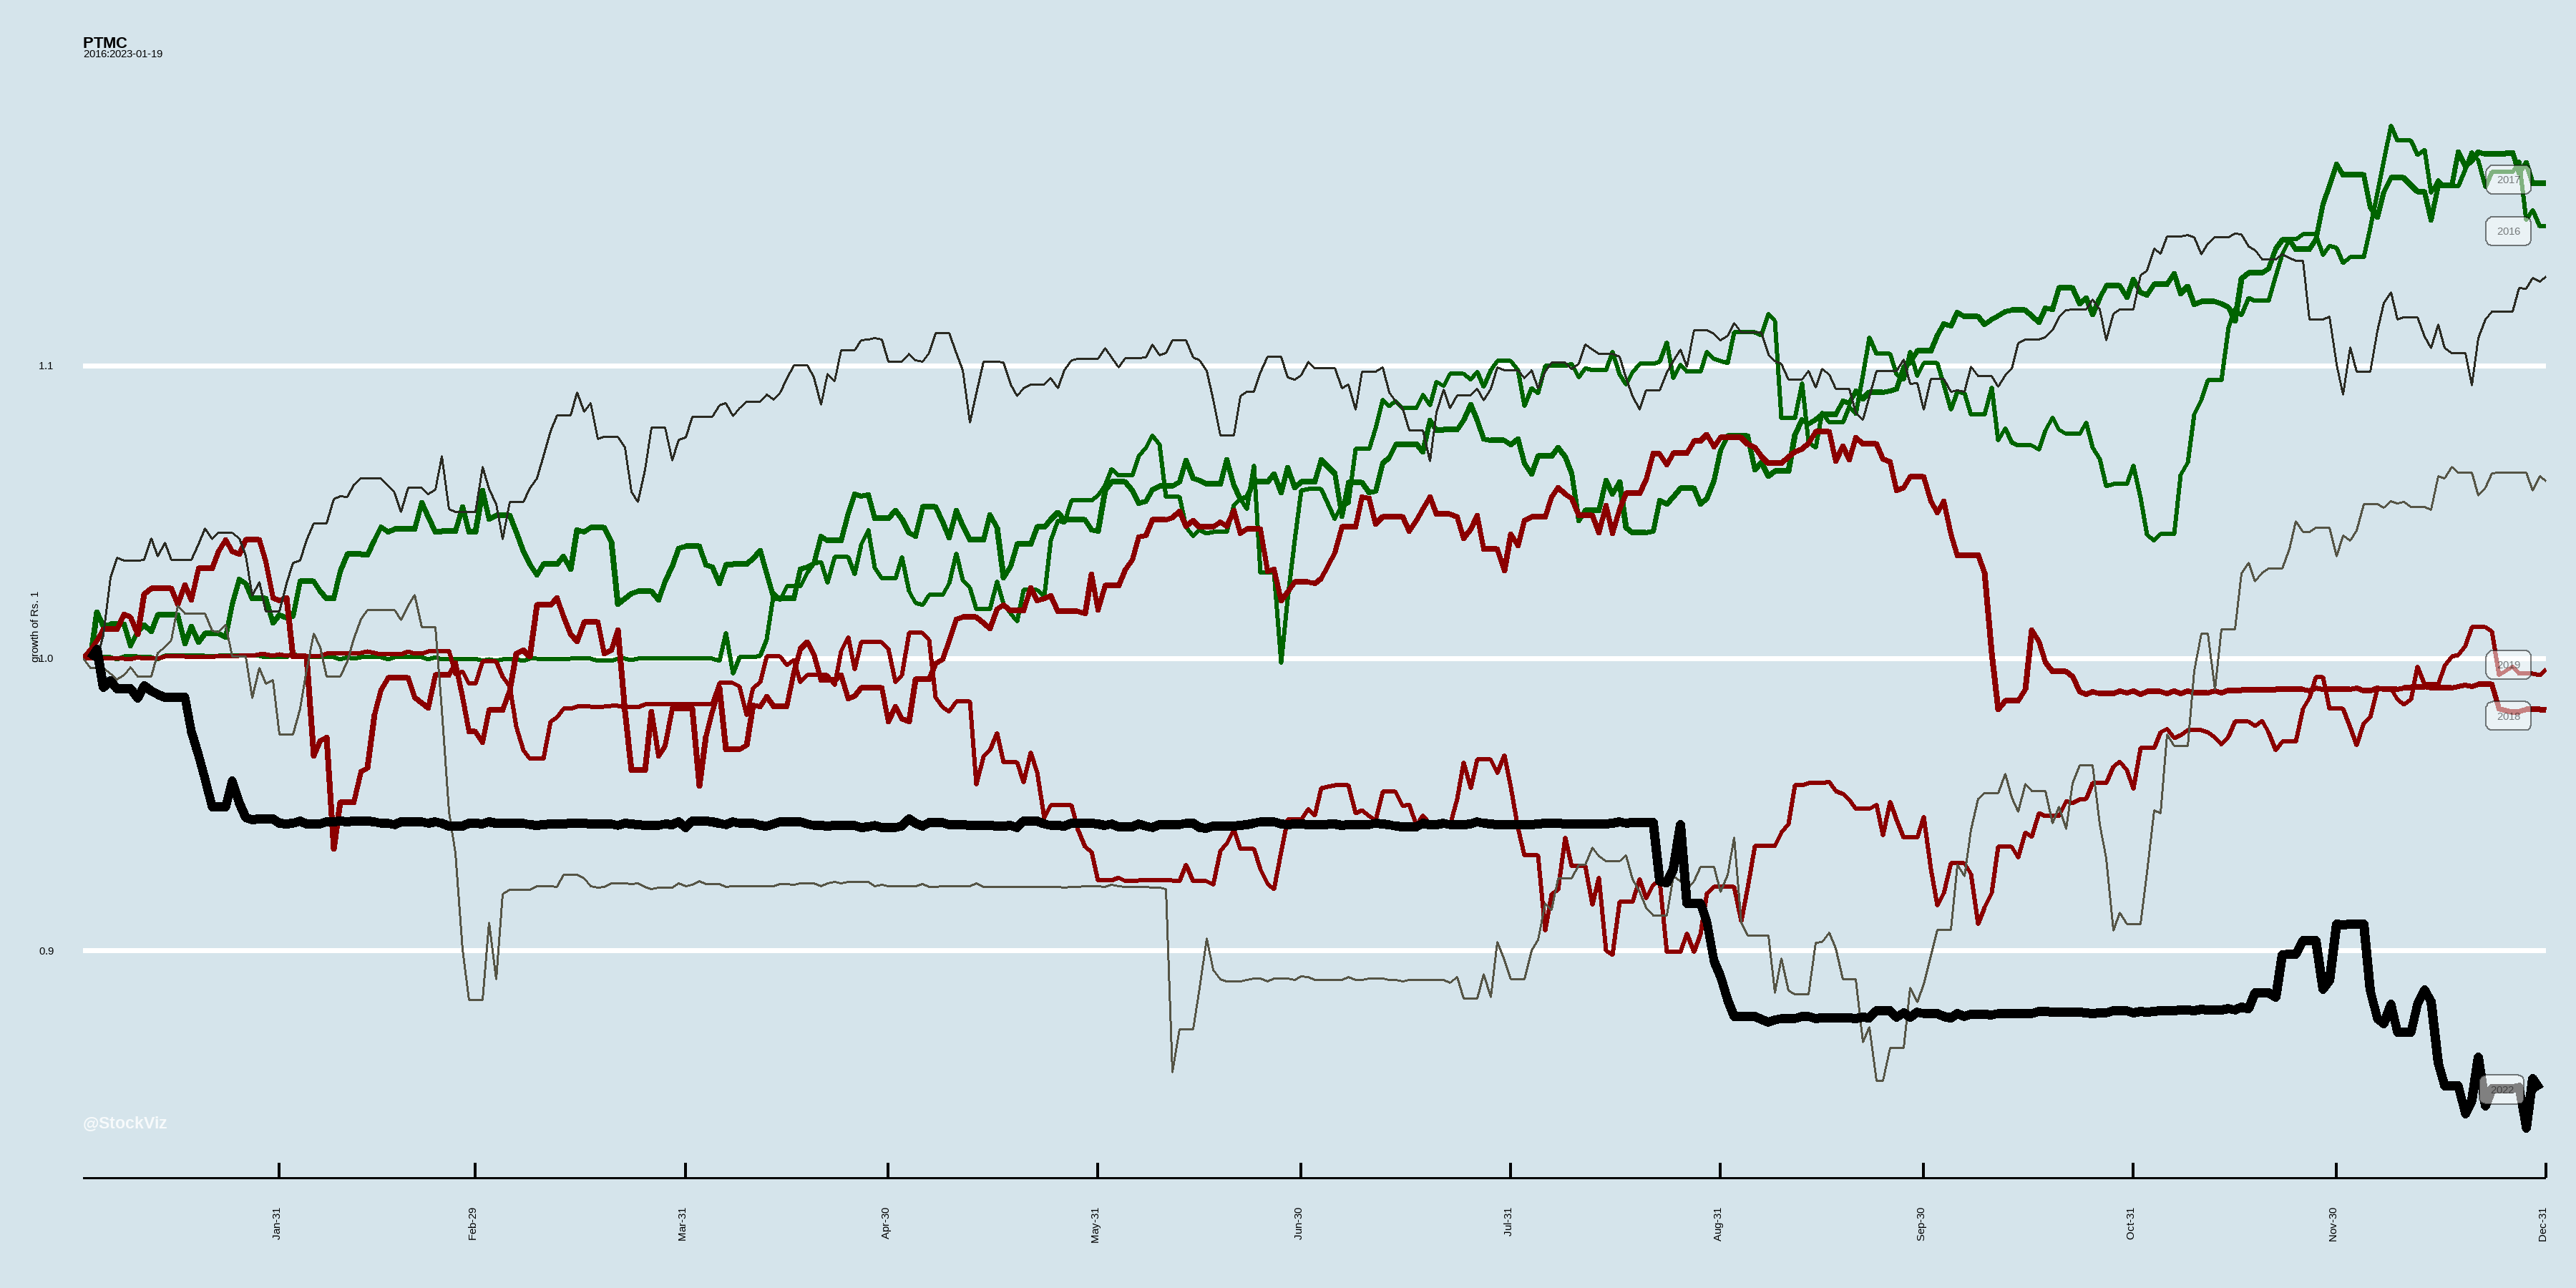 PTMC
2016:2023-01-19
2017
2016
1.1
growth of Rs. 1
1.0
2019
2018
0.9
2022
@StockViz
Jan-31
Feb-29
Mar-31
Apr-30
May-31
Jun-30
Jul-31
Aug-31
Sep-30
Oct-31
Nov-30
Dec-31